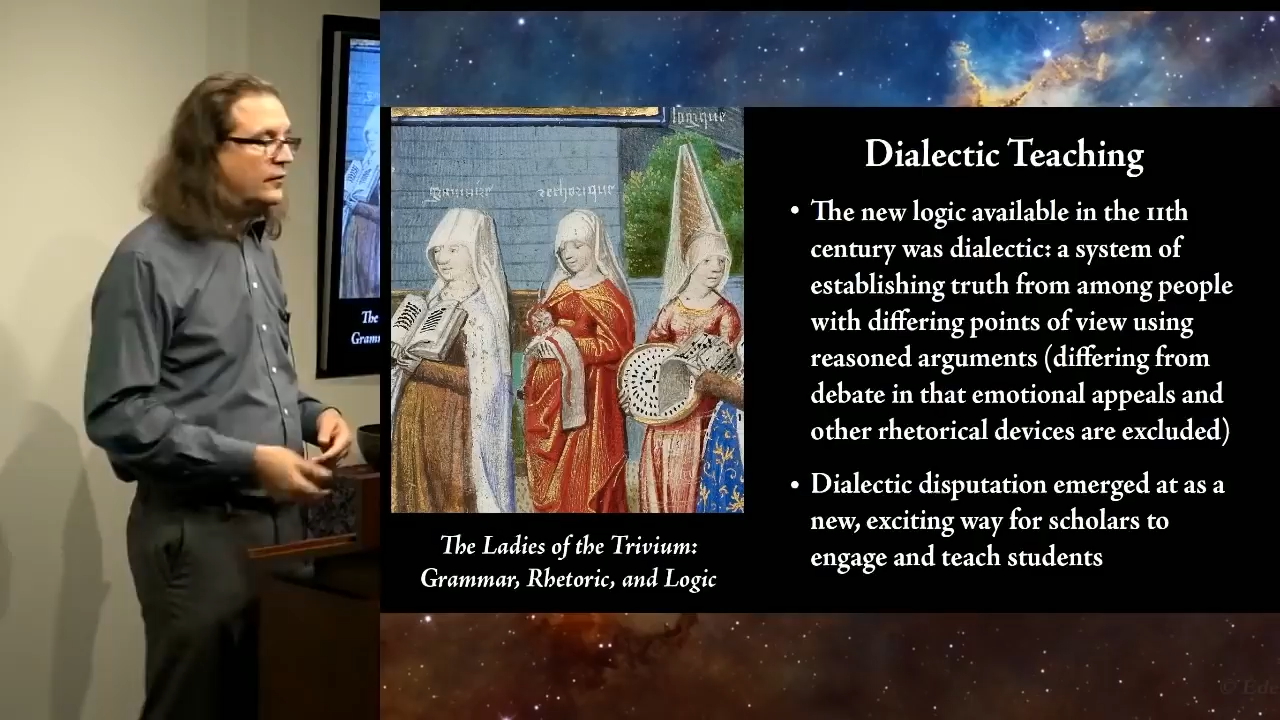 Dialectic Teaching
• The new logic available in the 11th
century was dialectic: a system of
establishing truth from among people
with differing points of view using
reasoned arguments (differing from
debate in that emotional appeals and
other rhetorical devices are excluded)
• Dialectic disputation emerged at as a
new, exciting way for scholars to
engage and teach students
The Ladies of the Trivium:
Grammar, Rhetoric, and Logic
logique
The
Gram